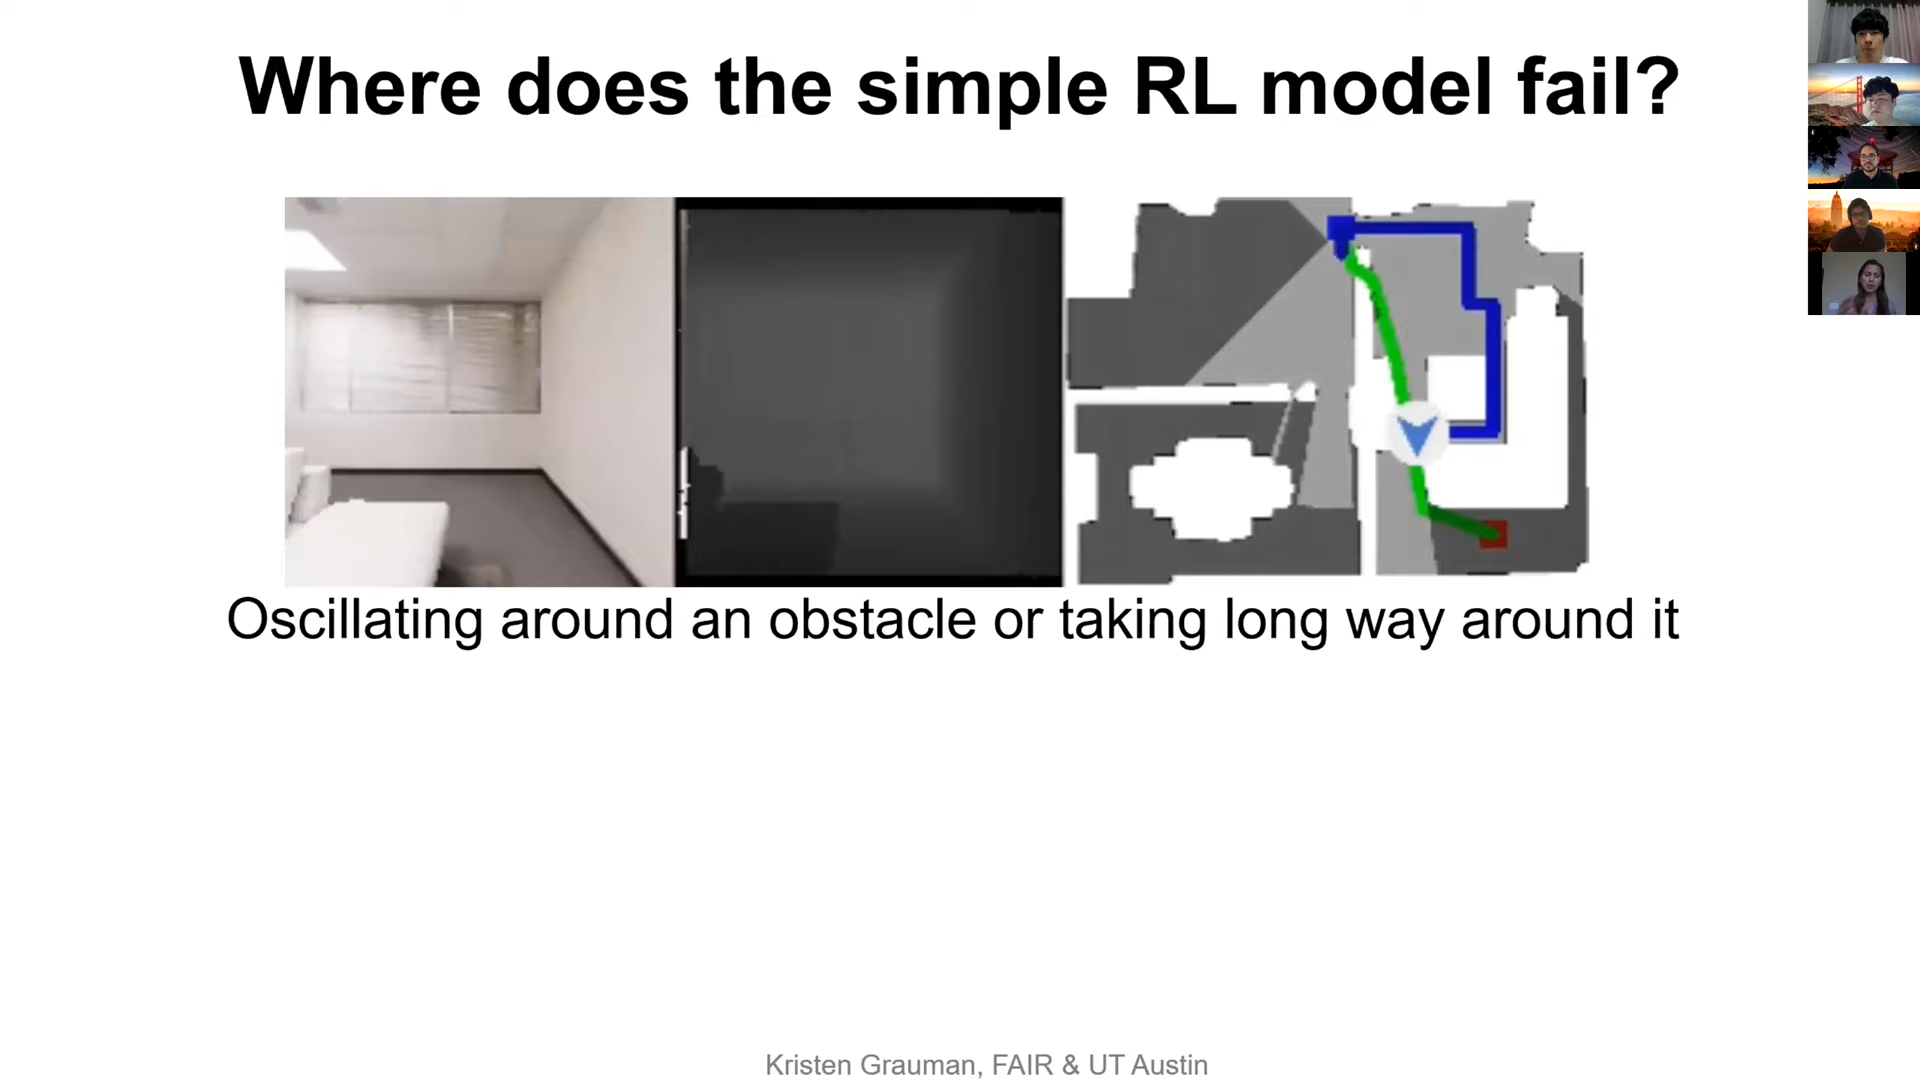 Where does the simple RL model fail?
Oscillating around an obstacle or taking long way around it
Kristen Grauman, FAIR & UT Austin